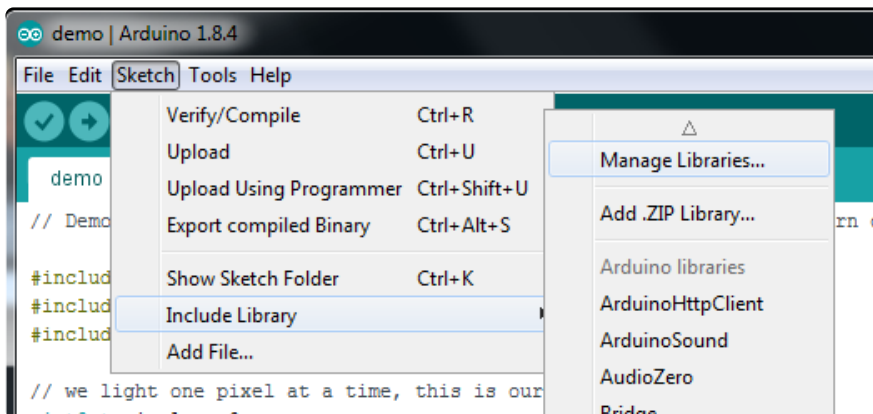 demo | Arduino 1.8.4
File Edit Sketch Tools Help
Verify/Compile Ctrl+R
Upload Ctrl+U
Upload Using Programmer Ctrl+Shift+U
Export compiled Binary Ctrl+Alt+S
Show Sketch Folder Ctrl+K
Include Library
Add File...
Manage Libraries...
Add .ZIP Library...
Arduino libraries
ArduinoHttpClient
ArduinoSound
AudioZero
Bridge
demo
// Demo
#includ
#includ
#includ
// we light one pixel at a time, this is our